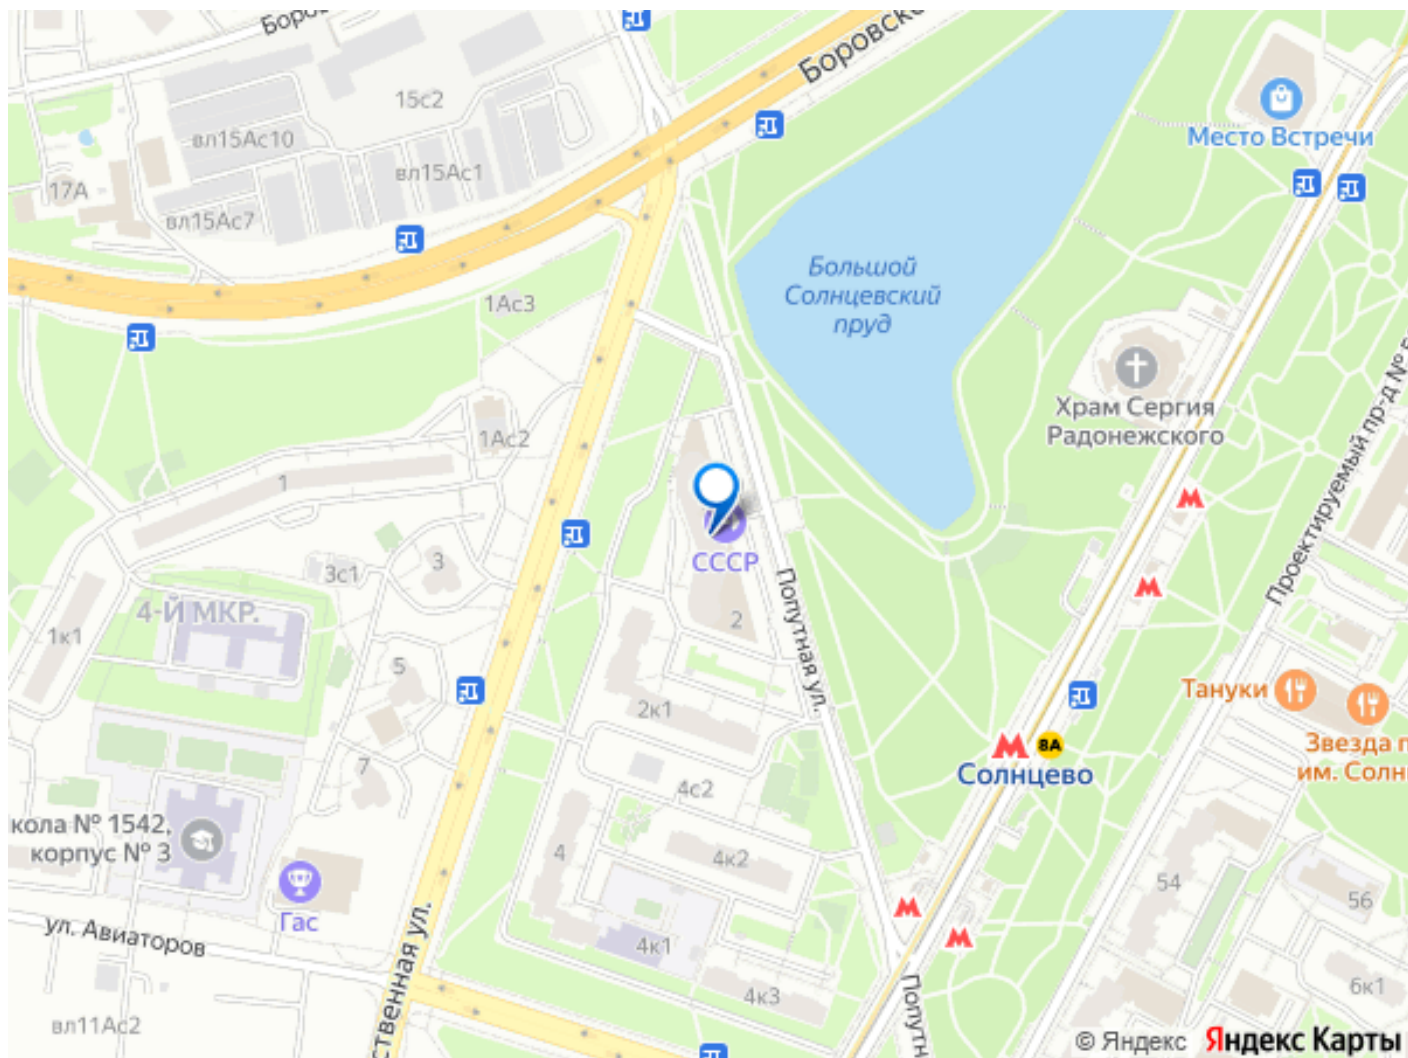 Боров
Боровско
15с2
вл15Ас10
вл15Ас1
17А
вл15Ас7
Место Встречи
Большой
Солнцевский
пруд
1Ас3
Храм Сергия
Радонежского
Проектируемый пр-д №
1Ас2
1
СССР
3с1
3
4-Й МКР.
1к1
5
2
Попутная ул.
2к1
7
Тануки
Звезда п
им. Солн
8А
Солнцево
4с2
кола № 1542,
корпус № 3
4
4к2
54
56
Гас
ул. Авиаторов
4к1
4к3
6к1
ственная ул.
Попутн
вл11Ас2
© Яндекс Яндекс Карты